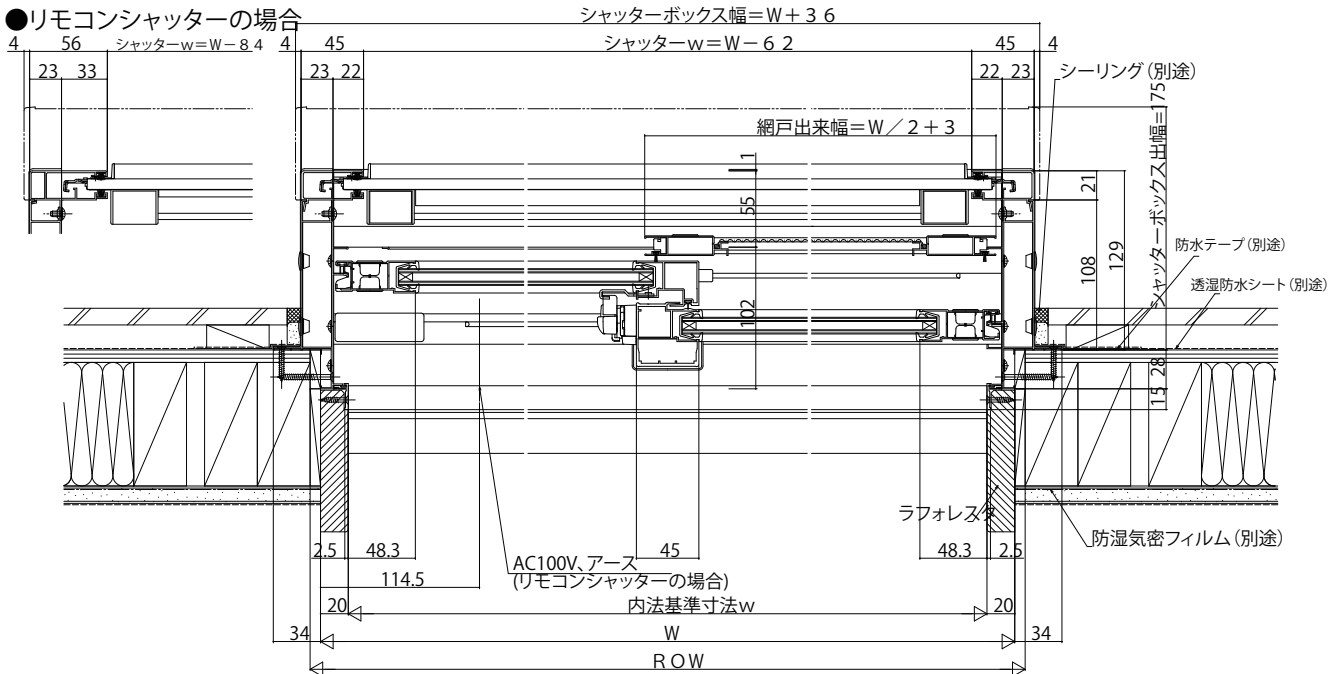 ●リモコンシャッターの場合
シャッターボックス幅=W+36
4 56 シャッターw=W-84 4 45 シャッターw=W-62 45 4
23 33 23 22 22 23
シーリング(別途)
シャッターボックス出幅=175
網戸出来幅=W/2+3
1
21
55
129
108
防水テープ(別途)
透湿防水シート(別途)
102
28
15
ラフォレスタ
防湿気密フィルム(別途)
2.5 48.3 45 48.3 2.5
AC100V、アース
(リモコンシャッターの場合)
114.5
20 内法基準寸法w 20
34 W 34
ROW